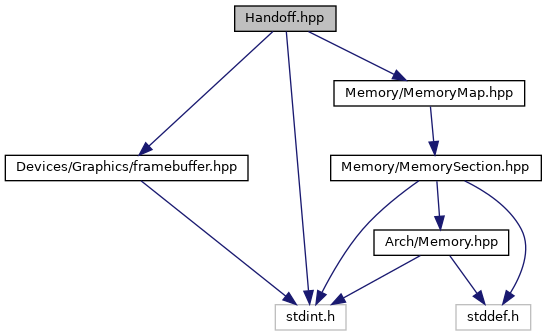 Handoff.hpp
Memory/MemoryMap.hpp
Devices/Graphics/framebuffer.hpp
Memory/MemorySection.hpp
Arch/Memory.hpp
stdint.h
stddef.h